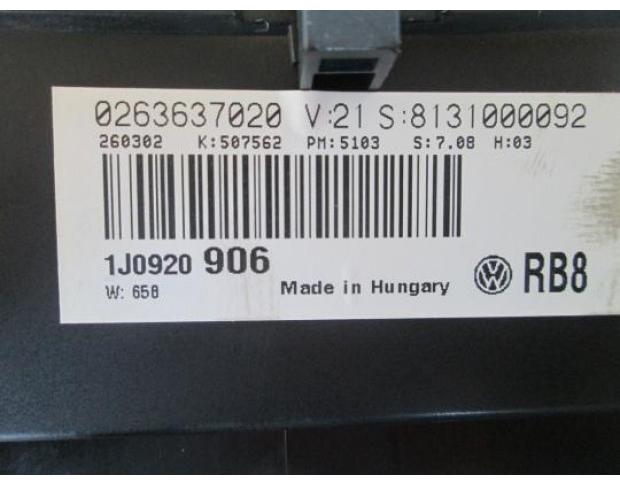 0263637020 V:21 S:8131000092
260302 K:507562 PM:5103 S:7.08 H:03
1J0920 906
W: 658 Made in Hungary RB8